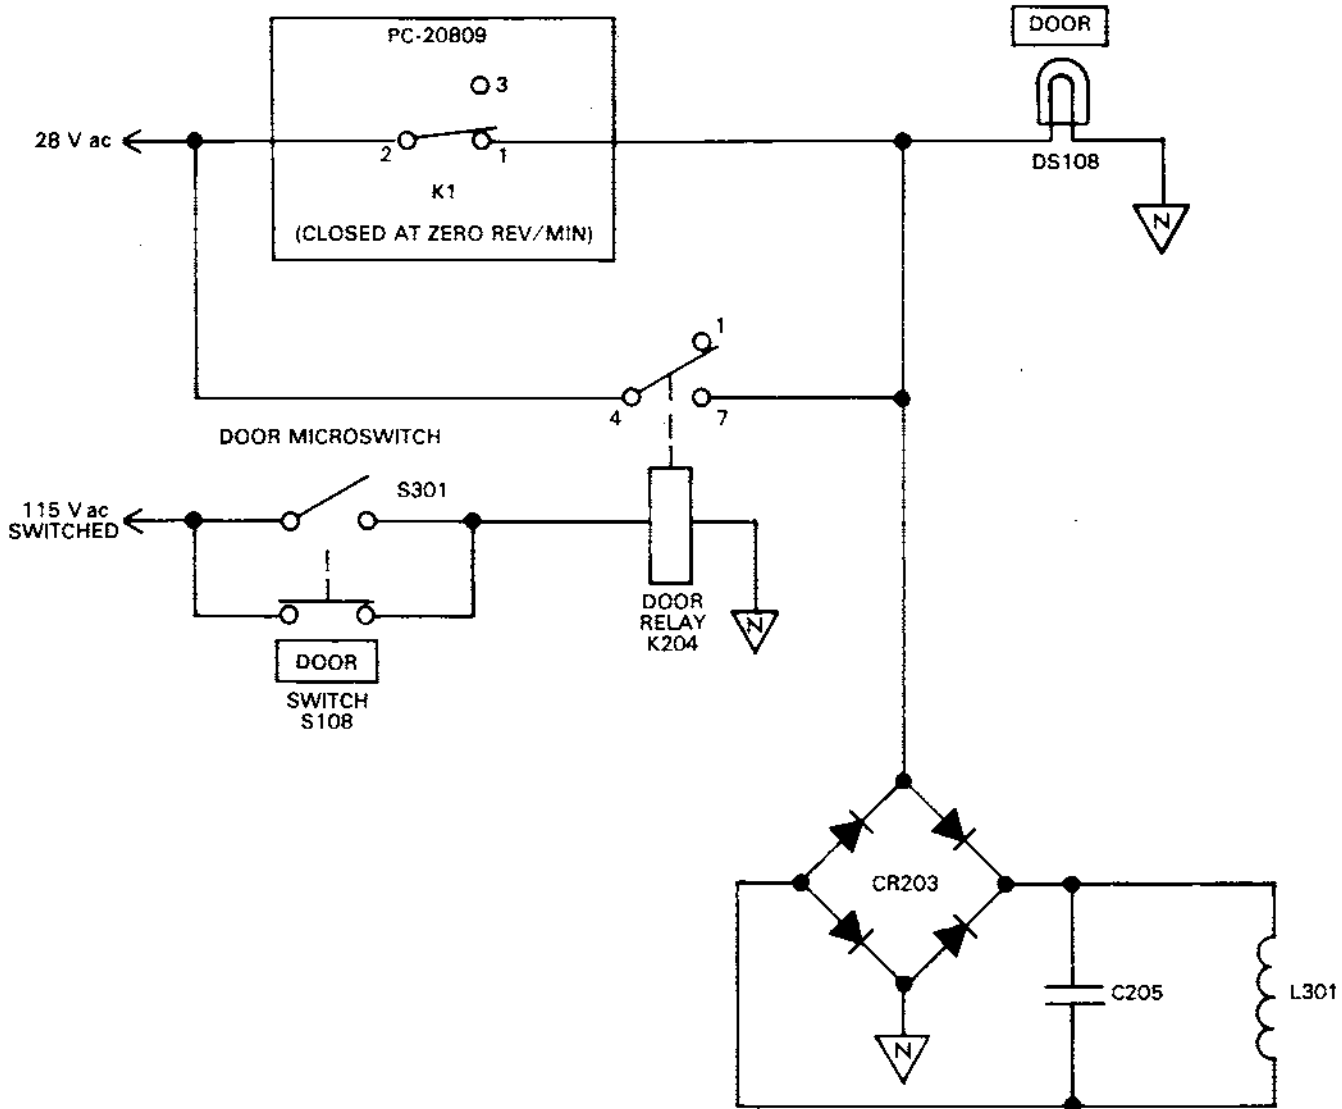 PC-20809
DOOR
3
28 V ac
2
1
DS108
K1
N
(CLOSED AT ZERO REV/MIN)
1
4
7
DOOR MICROSWITCH
S301
115 V ac
SWITCHED
DOOR
RELAY
K204
N
DOOR
SWITCH
S108
CR203
C205
L301
N